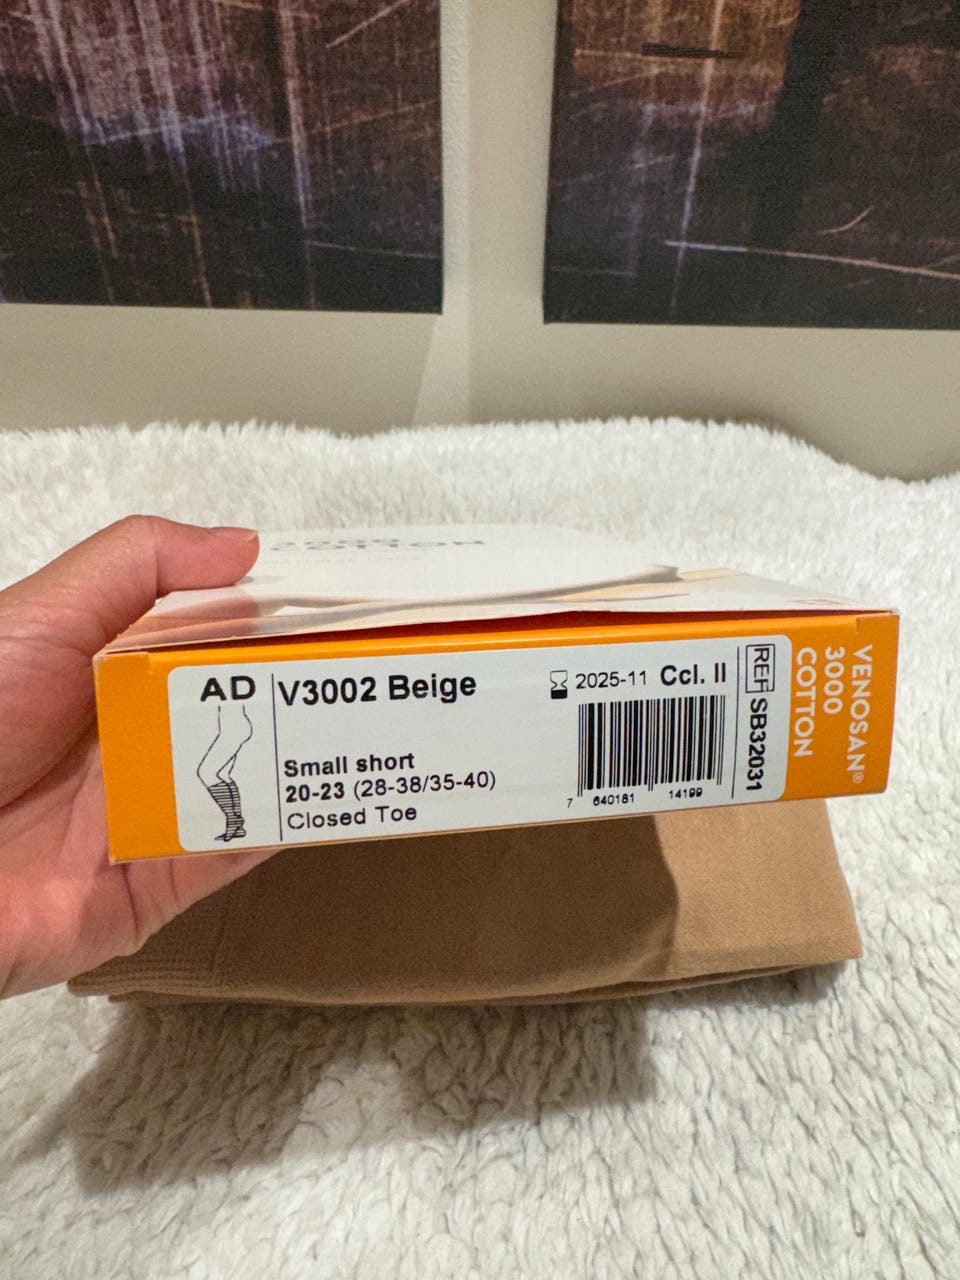 COTTON
AD
V3002 Beige
Small short
20-23 (28-38/35-40)
Closed Toe
2025-11 Ccl. II
7 640181 14199
REF SB32031
VENOSAN®
3000
COTTON